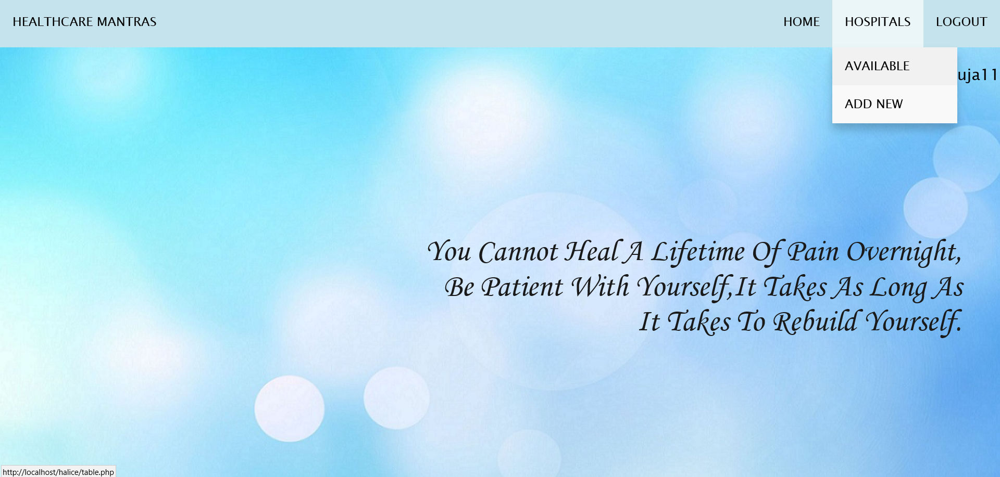 HEALTHCARE MANTRAS HOME HOSPITALS LOGOUT
AVAILABLE
uja11
ADD NEW
You Cannot Heal A Lifetime Of Pain Overnight,
Be Patient With Yourself,It Takes As Long As
It Takes To Rebuild Yourself.
http://localhost/halice/table.php